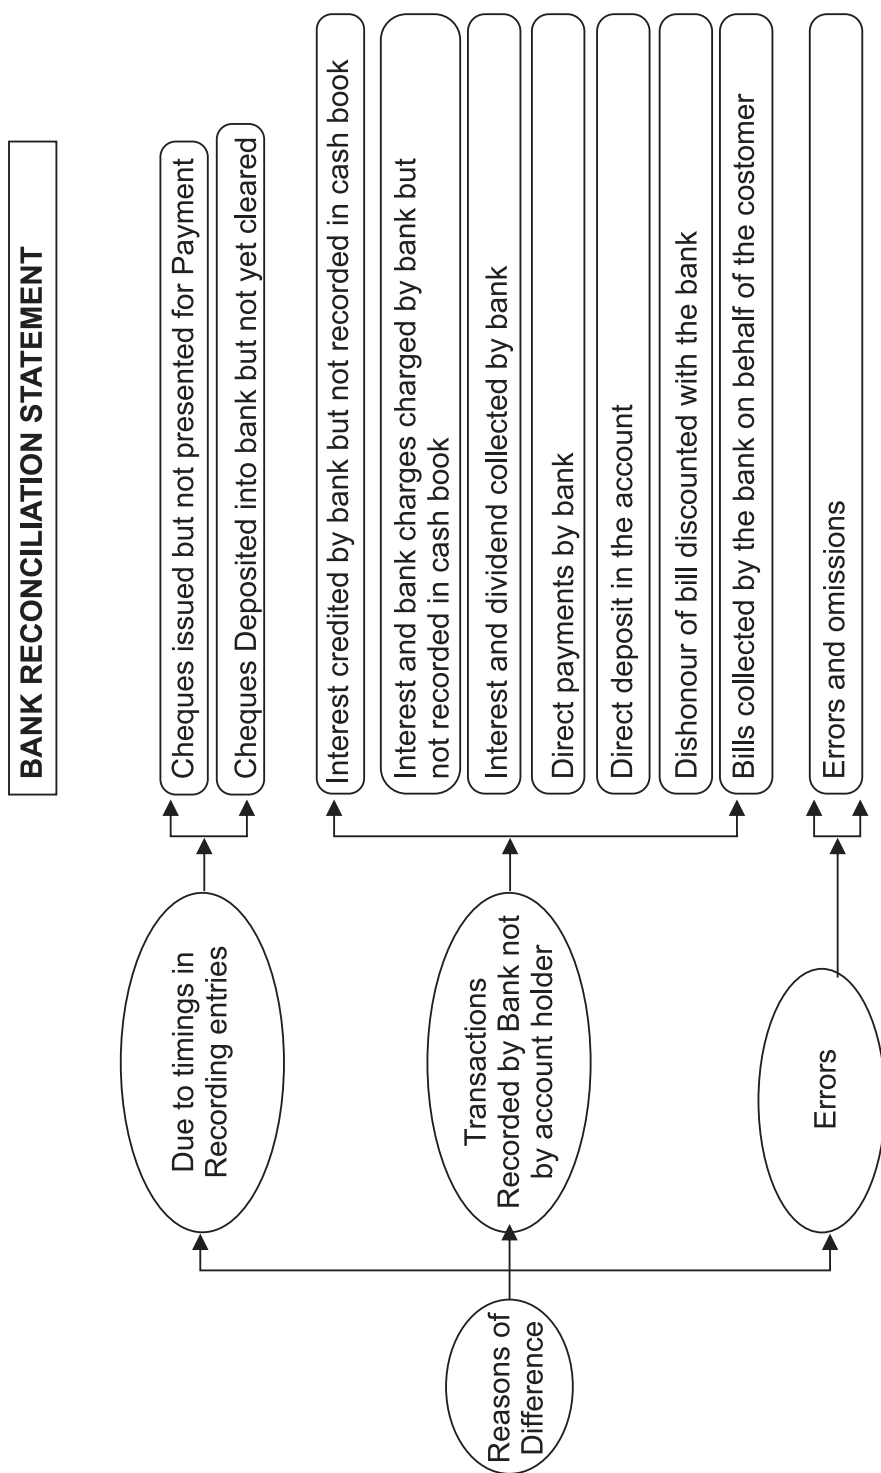 BANK RECONCILIATION STATEMENT
Reasons of
Difference
Due to timings in
Recording entries
Cheques issued but not presented for Payment
Cheques Deposited into bank but not yet cleared
Transactions
Recorded by Bank not
by account holder
Interest credited by bank but not recorded in cash book
Interest and bank charges charged by bank but
not recorded in cash book
Interest and dividend collected by bank
Direct payments by bank
Direct deposit in the account
Dishonour of bill discounted with the bank
Bills collected by the bank on behalf of the costomer
Errors
Errors and omissions